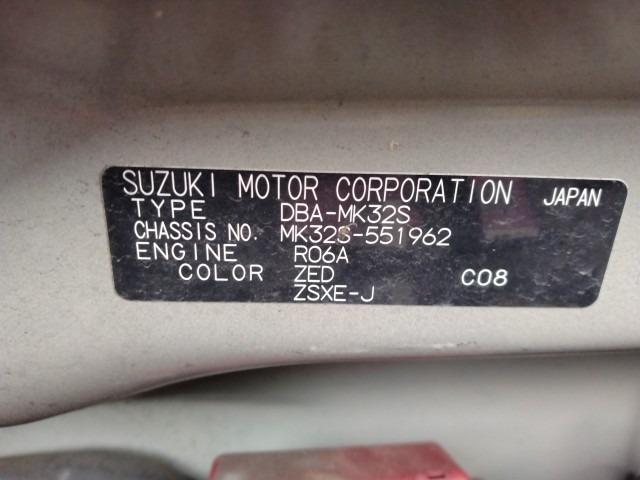 SUZUKI MOTOR CORPORATION JAPAN
TYPE DBA-MK32S
CHASSIS NO. MK32S-551962
ENGINE R06A
COLOR ZED C08
ZSXE-J